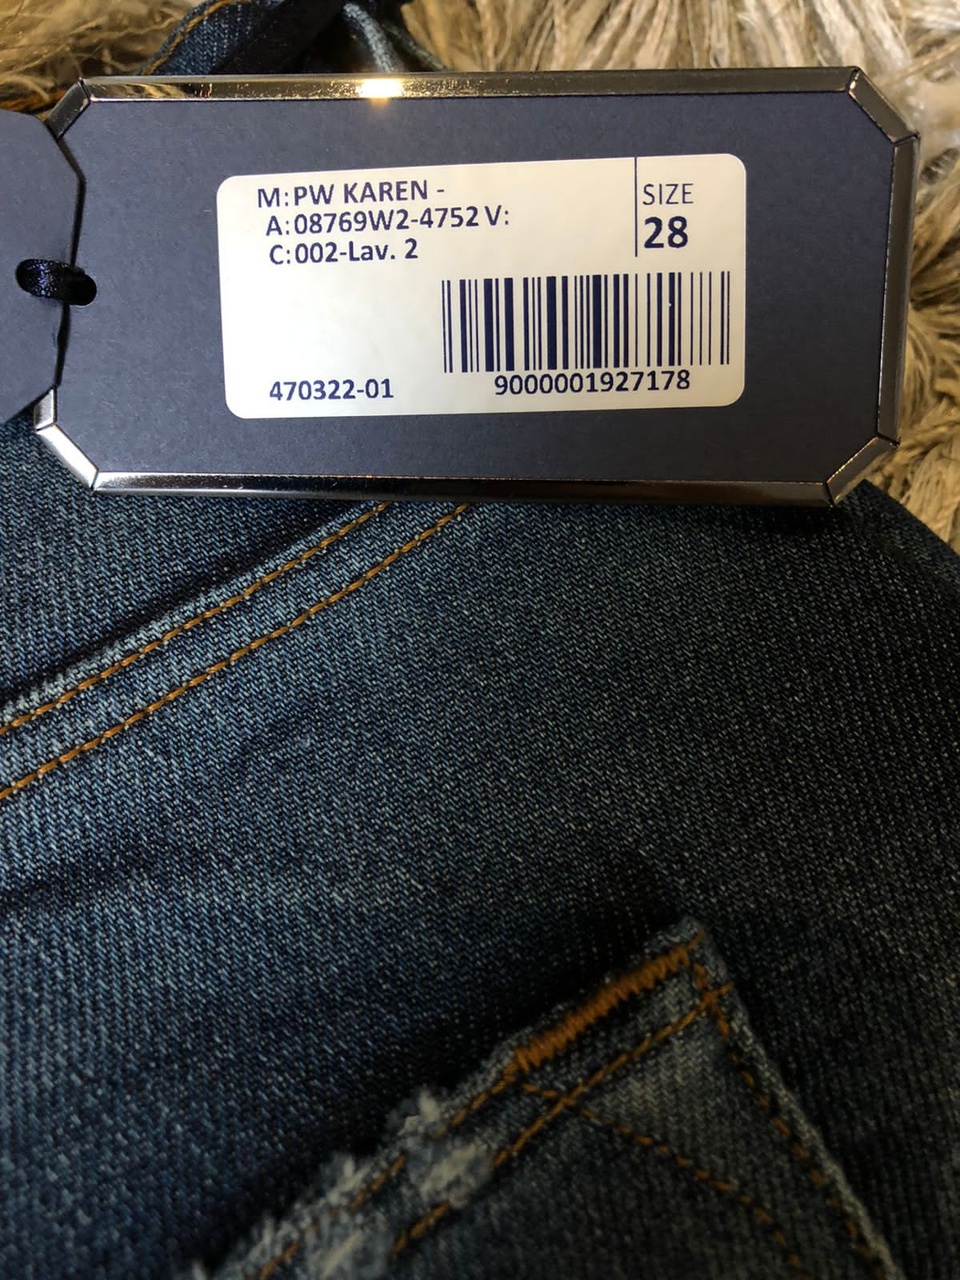 M:PW KAREN -
A:08769W2-4752 V:
C:002-Lav. 2
SIZE
28
470322-01
9000001927178